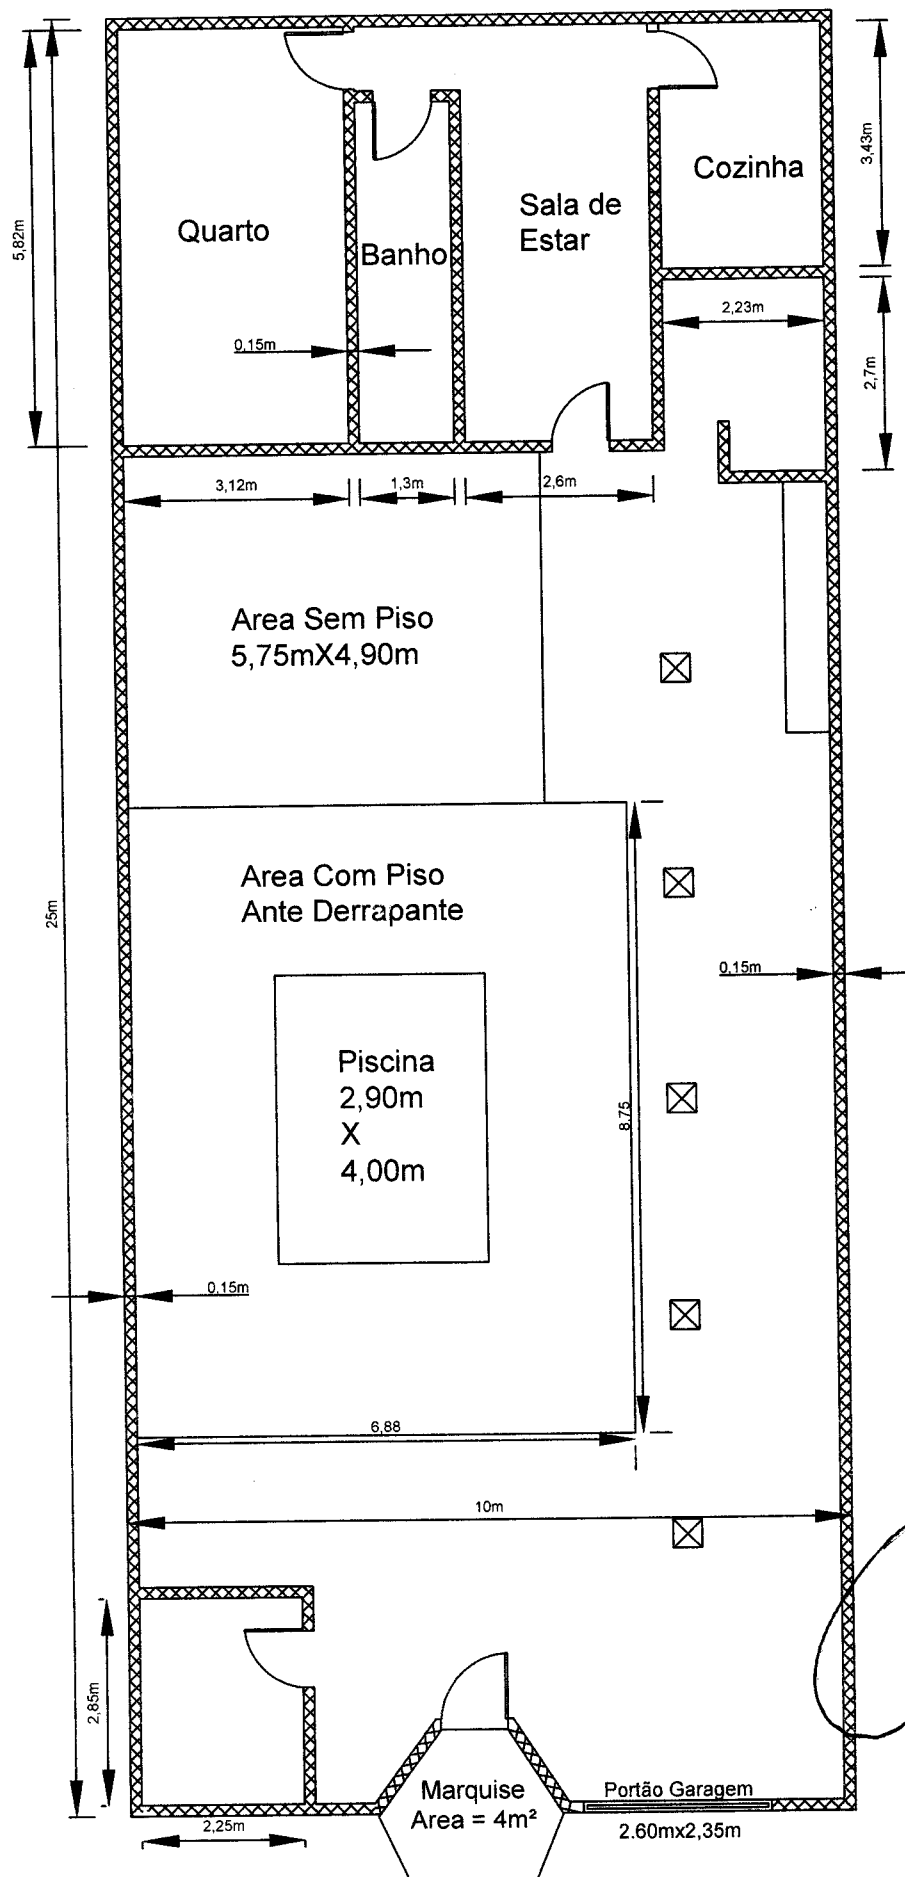 5,82m
3,43m
Cozinha
Sala de
Estar
Quarto
Banho
2,23m
0,15m
2,7m
3,12m
1,3m
2,6m
Area Sem Piso
5,75mX4,90m
Area Com Piso
Ante Derrapante
25m
0,15m
Piscina
2,90m
X
4,00m
8.75
0,15m
6,88
10m
2,85m
Marquise
Area = 4m²
Portão Garagem
2.60mx2,35m
2,25m